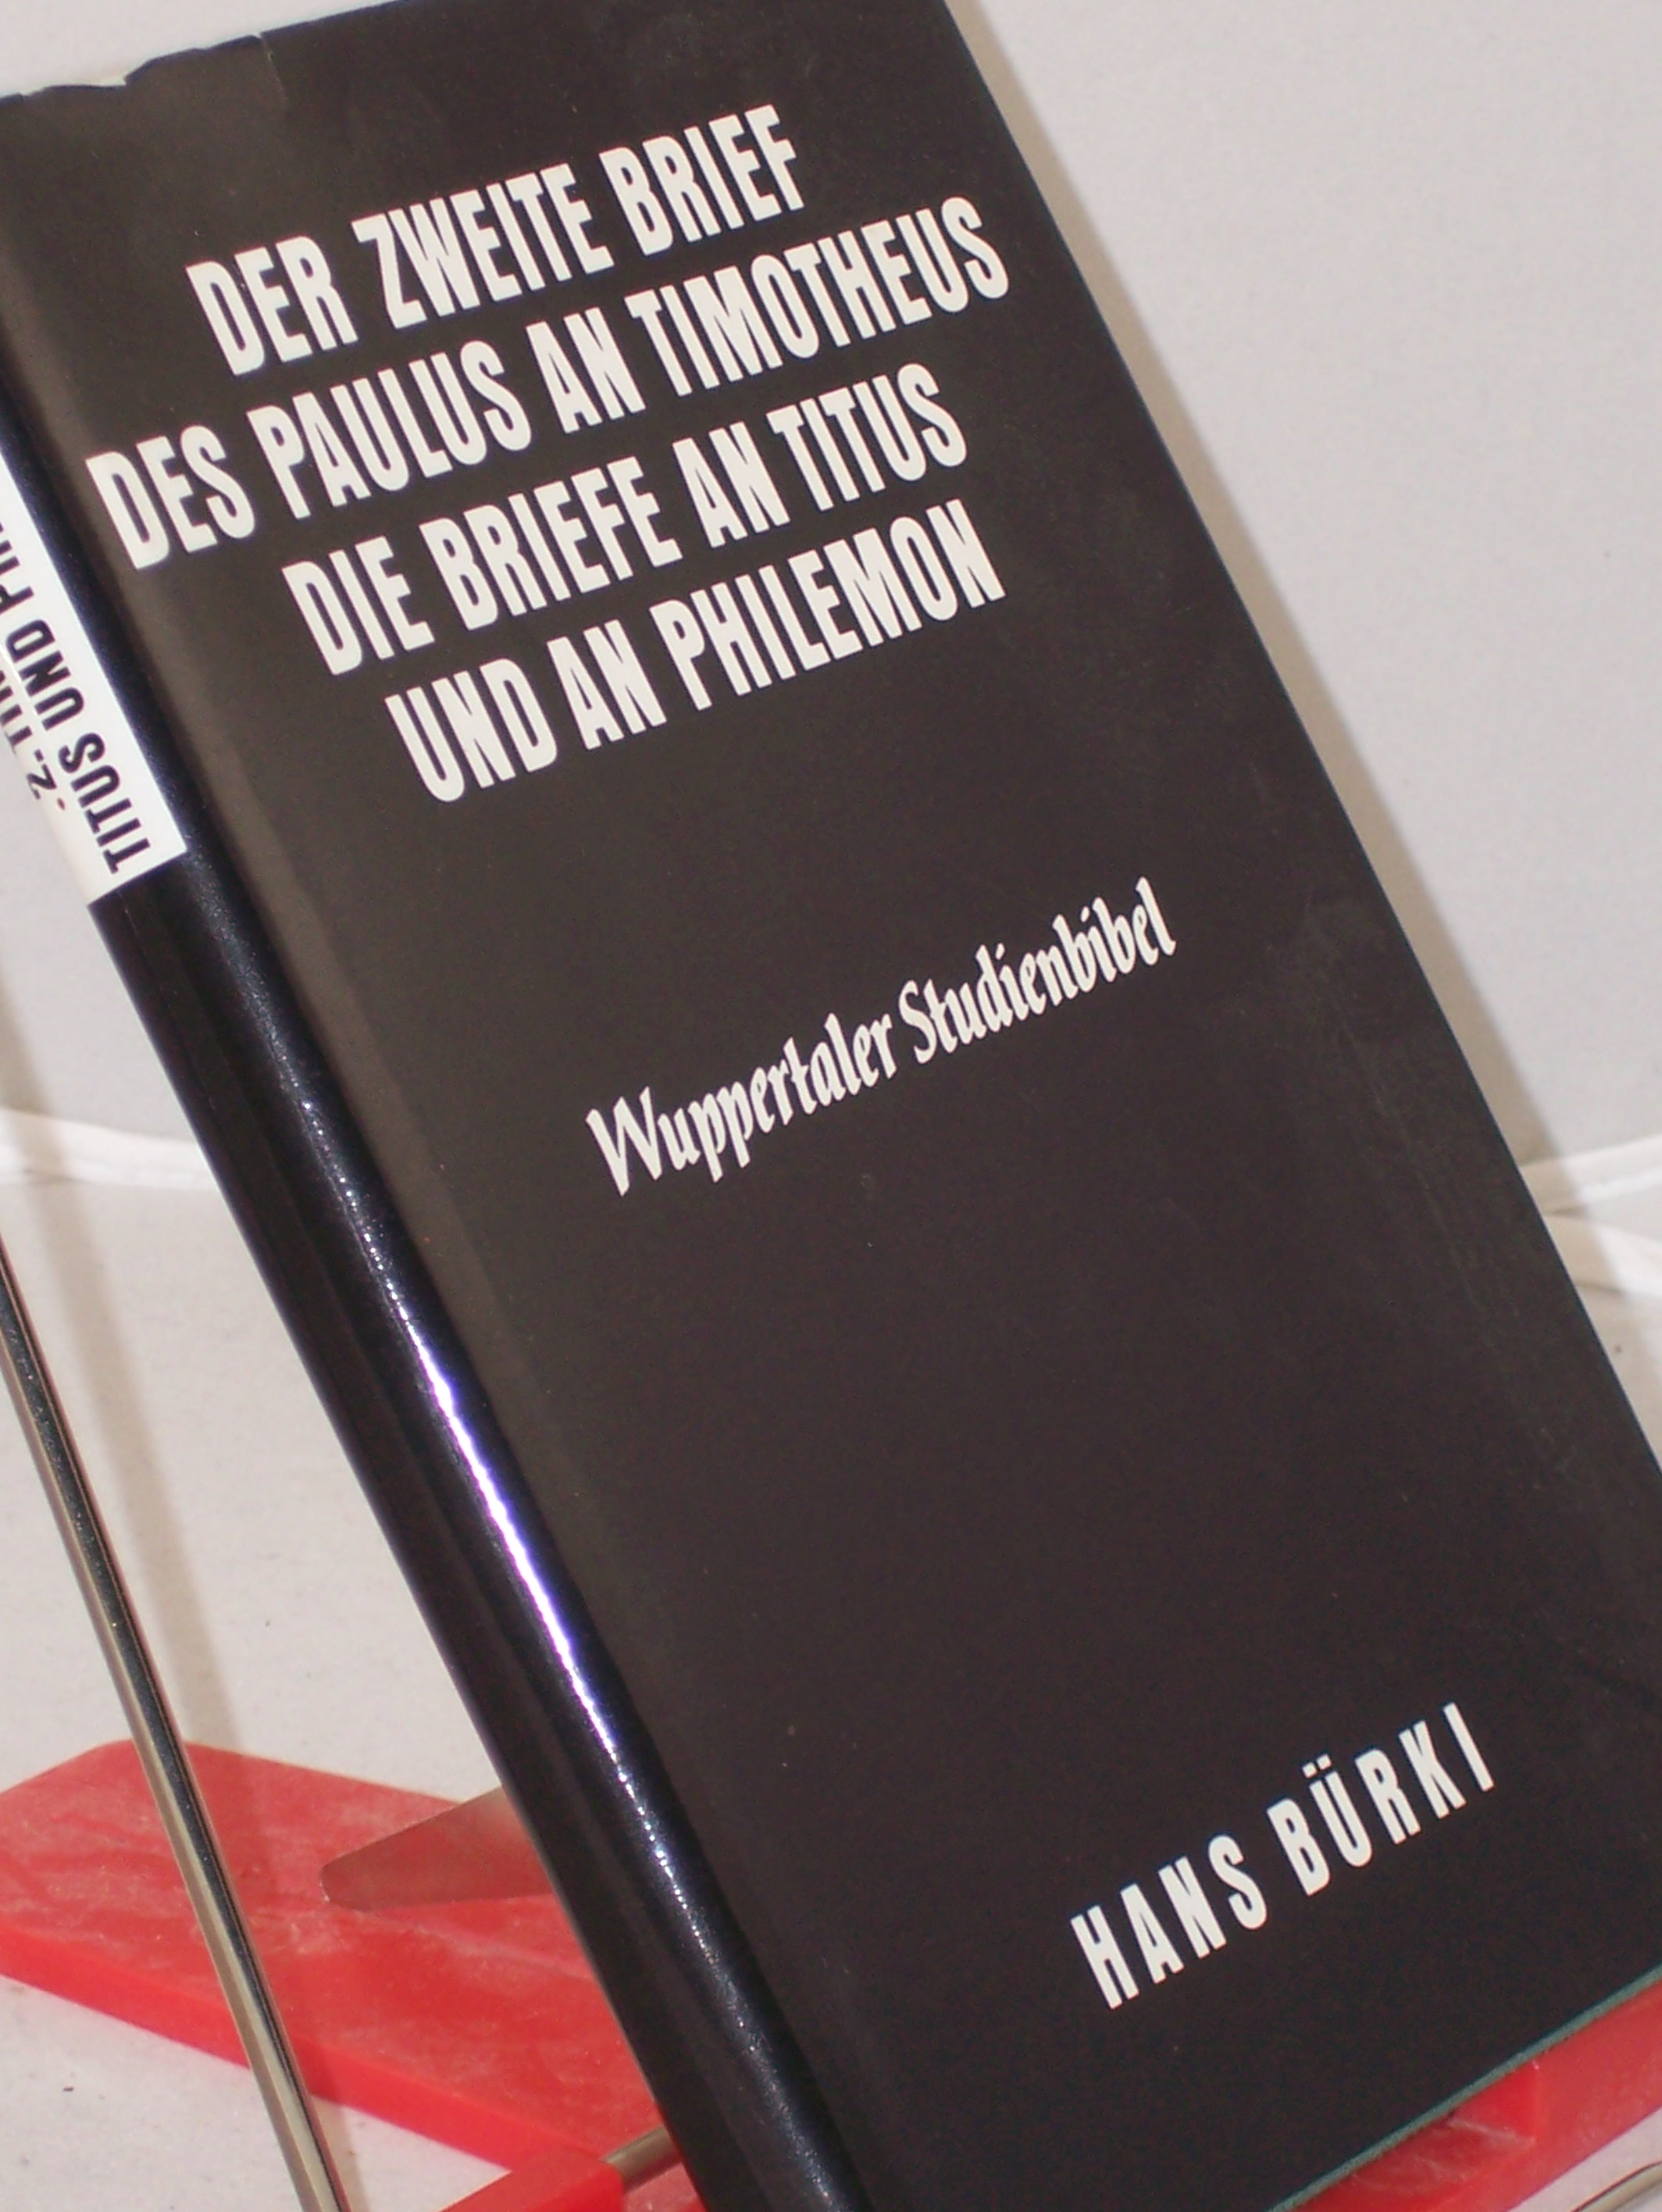 DER ZWEITE BRIEF
DES PAULUS AN TIMOTHEUS
DIE BRIEFE AN TITUS
UND AN PHILEMON
Wuppertaler Studienbibel
HANS BÜRKI
2.
TITUS UND